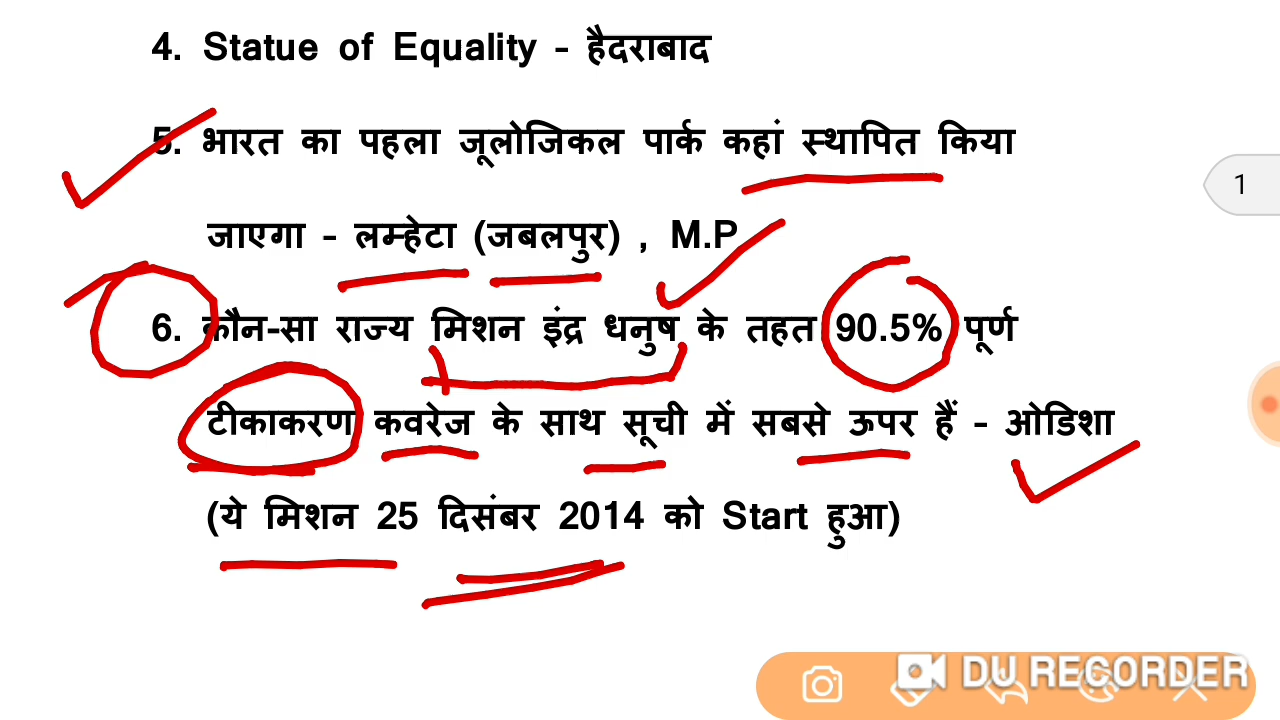 4. Statue of Equality - हैदराबाद
5. भारत का पहला जूलोजिकल पार्क कहां स्थापित किया
जाएगा - लम्हेटा (जबलपुर) , M.P
1
6. कौन-सा राज्य मिशन इंद्र धनुष के तहत 90.5% पूर्ण
टीकाकरण कवरेज के साथ सूची में सबसे ऊपर हैं - ओडिशा
(ये मिशन 25 दिसंबर 2014 को Start हुआ)
DU RECORDER